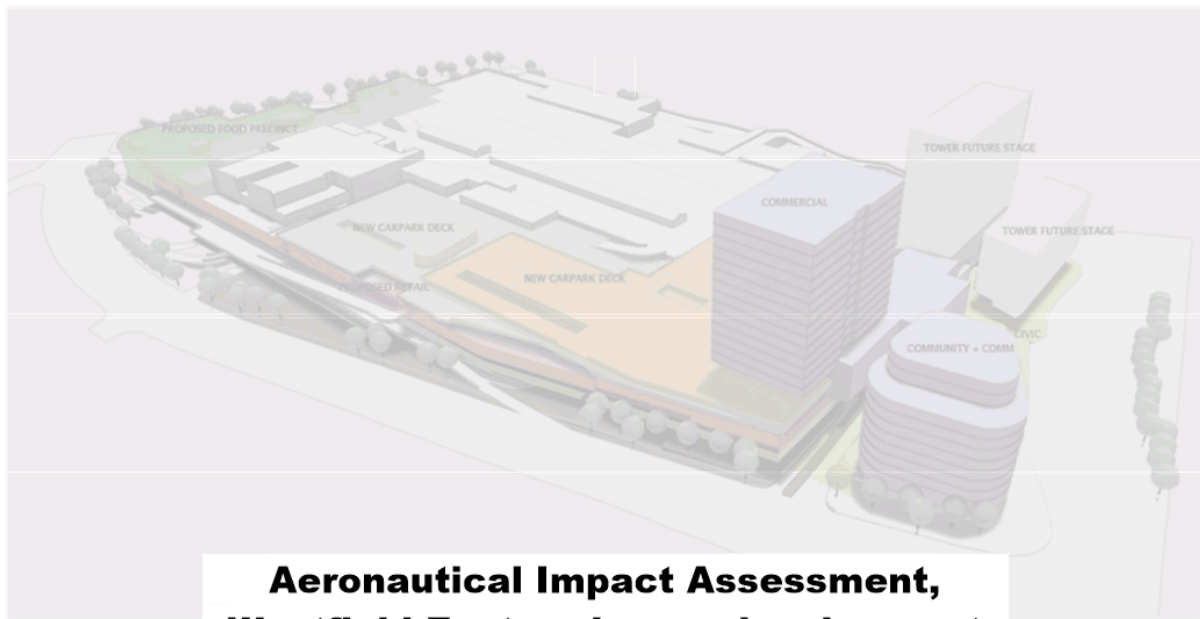 PROPOSED FOOD PRECINCT
TOWER FUTURE STAGE
COMMERCIAL
NEW CARPARK DECK
TOWER FUTURE STAGE
NEW CARPARK DECK
PROPOSED RETAIL
CIVIC
COMMUNITY + COMM
Aeronautical Impact Assessment,